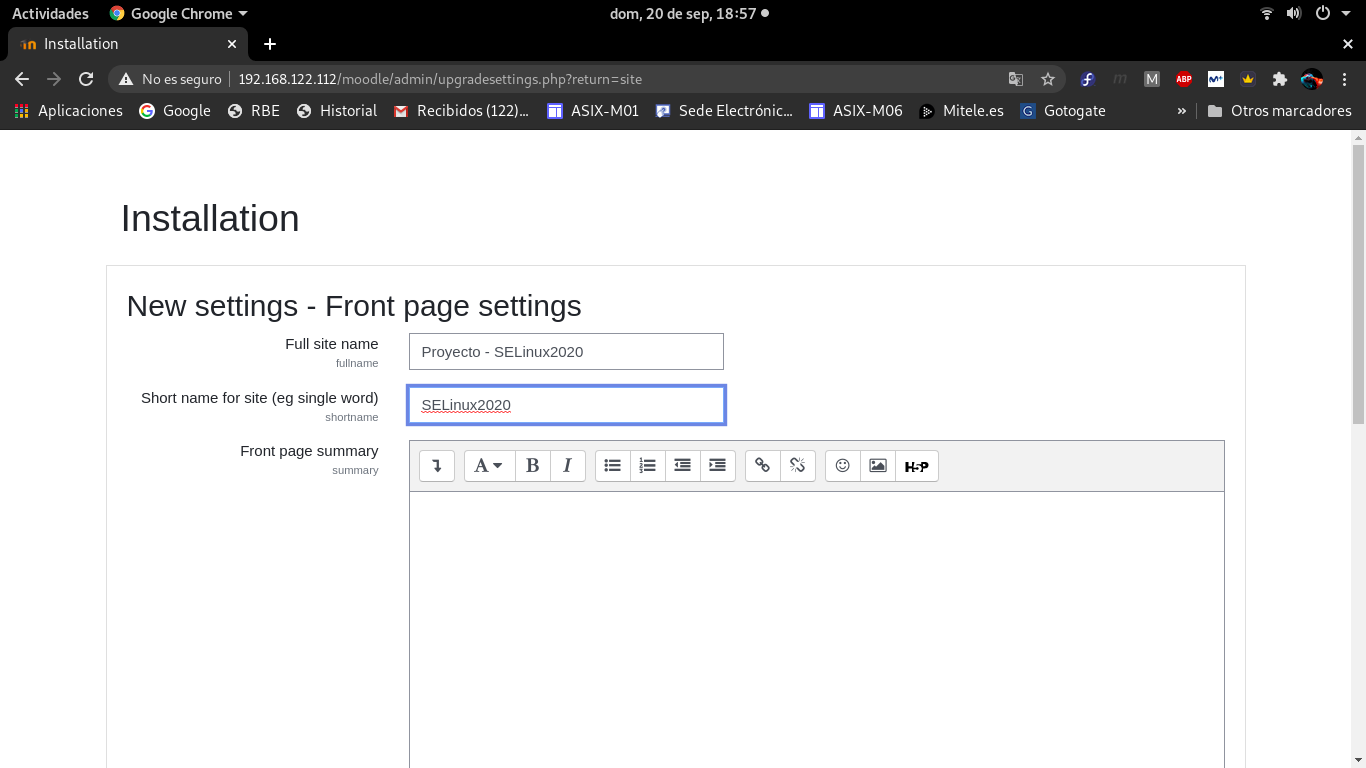 Actividades Google Chrome dom, 20 de sep, 18:57
Installation
No es seguro 192.168.122.112/moodle/admin/upgradesettings.php?return=site M ABP
Aplicaciones Google RBE Historial Recibidos (122)... ASIX-M01 Sede Electrónic... ASIX-M06 Mitele.es G Gotogate » Otros marcadores
Installation
New settings - Front page settings
Full site name Proyecto - SELinux2020
fullname
Short name for site (eg single word) SELinux2020
shortname
Front page summary
summary
A B I H5P